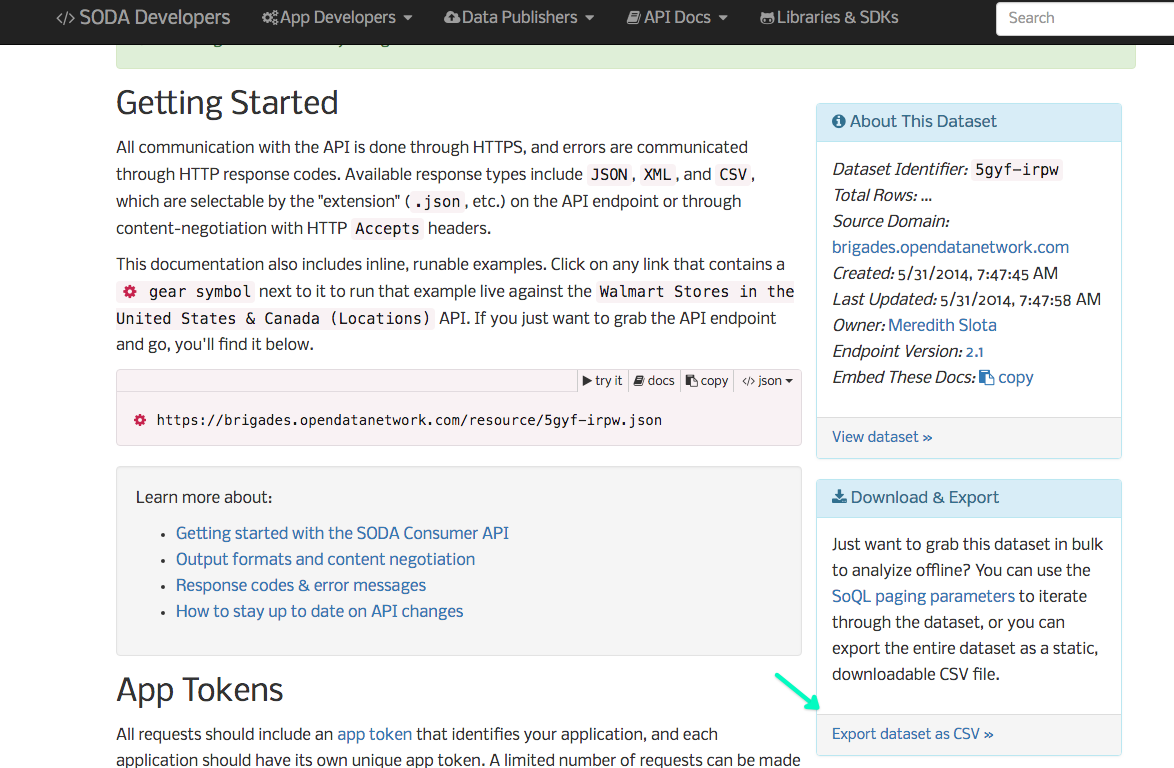 </> SODA Developers App Developers Data Publishers API Docs Libraries & SDKs Search
Getting Started
All communication with the API is done through HTTPS, and errors are communicated
through HTTP response codes. Available response types include JSON, XML, and CSV,
which are selectable by the "extension" (.json, etc.) on the API endpoint or through
content-negotiation with HTTP Accepts headers.
This documentation also includes inline, runable examples. Click on any link that contains a
gear symbol next to it to run that example live against the Walmart Stores in the
United States & Canada (Locations) API. If you just want to grab the API endpoint
and go, you'll find it below.
try it docs copy </> json
https://brigades.opendatanetwork.com/resource/5gyf-irpw.json
Learn more about:
• Getting started with the SODA Consumer API
• Output formats and content negotiation
• Response codes & error messages
• How to stay up to date on API changes
App Tokens
All requests should include an app token that identifies your application, and each
application should have its own unique app token. A limited number of requests can be made
About This Dataset
Dataset Identifier: 5gyf-irpw
Total Rows: ...
Source Domain:
brigades.opendatanetwork.com
Created: 5/31/2014, 7:47:45 AM
Last Updated: 5/31/2014, 7:47:58 AM
Owner: Meredith Slota
Endpoint Version: 2.1
Embed These Docs: copy
View dataset »
Download & Export
Just want to grab this dataset in bulk
to analyize offline? You can use the
SoQL paging parameters to iterate
through the dataset, or you can
export the entire dataset as a static,
downloadable CSV file.
Export dataset as CSV »